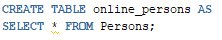 CREATE TABLE online_persons AS
SELECT * FROM Persons;